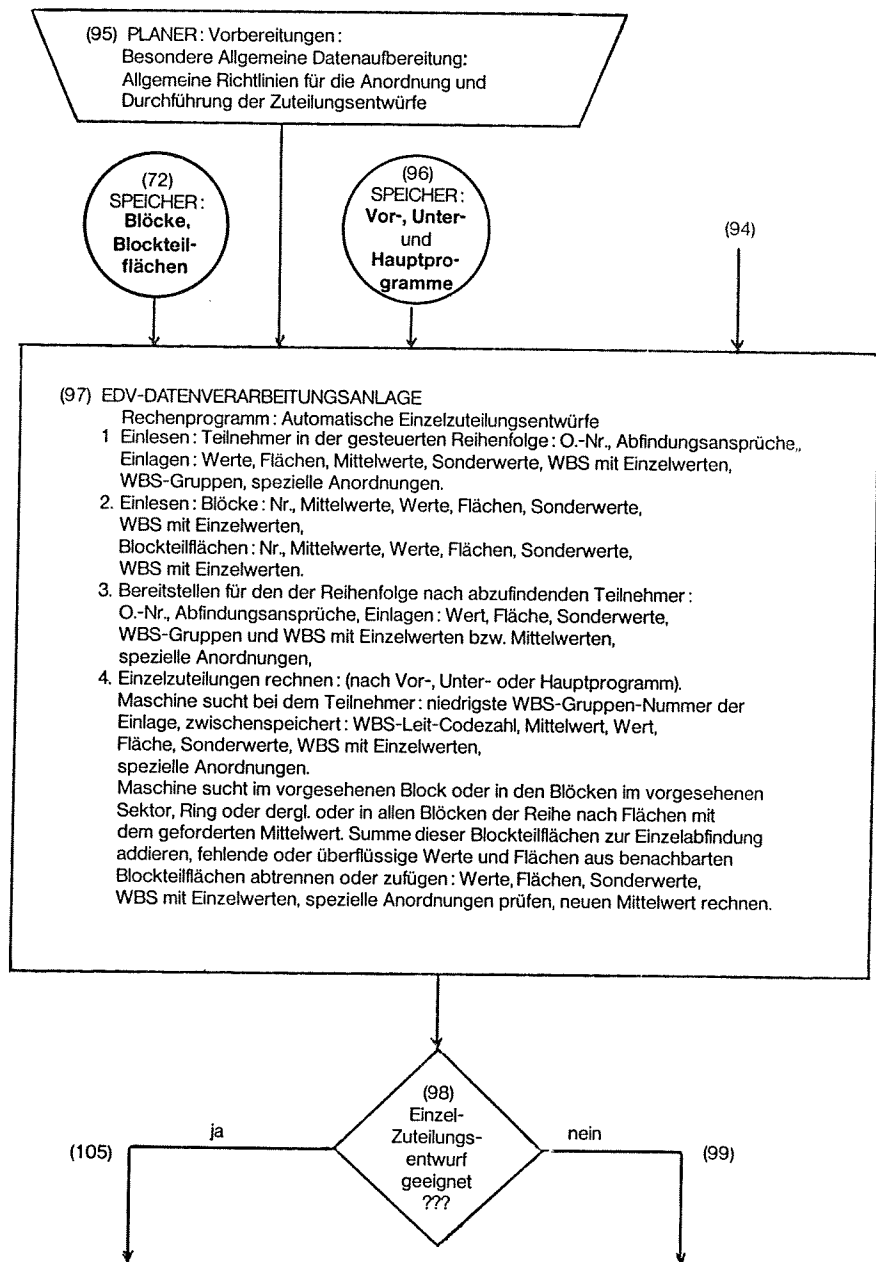 (95) PLANER: Vorbereitungen:
Besondere Allgemeine Datenaufbereitung:
Allgemeine Richtlinien für die Anordnung und
Durchführung der Zuteilungsentwürfe
(72)
SPEICHER:
Blöcke,
Blockteil-
flächen
(96)
SPEICHER:
Vor-, Unter-
und
Hauptpro-
gramme
(94)
(97) EDV-DATENVERARBEITUNGSANLAGE
Rechenprogramm: Automatische Einzelzuteilungsentwürfe
1 Einlesen: Teilnehmer in der gesteuerten Reihenfolge: O.-Nr., Abfindungsansprüche,,
Einlagen: Werte, Flächen, Mittelwerte, Sonderwerte, WBS mit Einzelwerten,
WBS-Gruppen, spezielle Anordnungen.
2. Einlesen: Blöcke: Nr., Mittelwerte, Werte, Flächen, Sonderwerte,
WBS mit Einzelwerten,
Blockteilflächen: Nr., Mittelwerte, Werte, Flächen, Sonderwerte,
WBS mit Einzelwerten.
3. Bereitstellen für den der Reihenfolge nach abzufindenden Teilnehmer:
O.-Nr., Abfindungsansprüche, Einlagen: Wert, Fläche, Sonderwerte,
WBS-Gruppen und WBS mit Einzelwerten bzw. Mittelwerten,
spezielle Anordnungen,
4. Einzelzuteilungen rechnen: (nach Vor-, Unter- oder Hauptprogramm).
Maschine sucht bei dem Teilnehmer: niedrigste WBS-Gruppen-Nummer der
Einlage, zwischenspeichert: WBS-Leit-Codezahl, Mittelwert, Wert,
Fläche, Sonderwerte, WBS mit Einzelwerten,
spezielle Anordnungen.
Maschine sucht im vorgesehenen Block oder in den Blöcken im vorgesehenen
Sektor, Ring oder dergl. oder in allen Blöcken der Reihe nach Flächen mit
dem geforderten Mittelwert. Summe dieser Blockteilflächen zur Einzelabfindung
addieren, fehlende oder überflüssige Werte und Flächen aus benachbarten
Blockteilflächen abtrennen oder zufügen: Werte, Flächen, Sonderwerte,
WBS mit Einzelwerten, spezielle Anordnungen prüfen, neuen Mittelwert rechnen.
(98)
Einzel-
Zuteilungs-
entwurf
geeignet
???
ja
(105)
nein
(99)